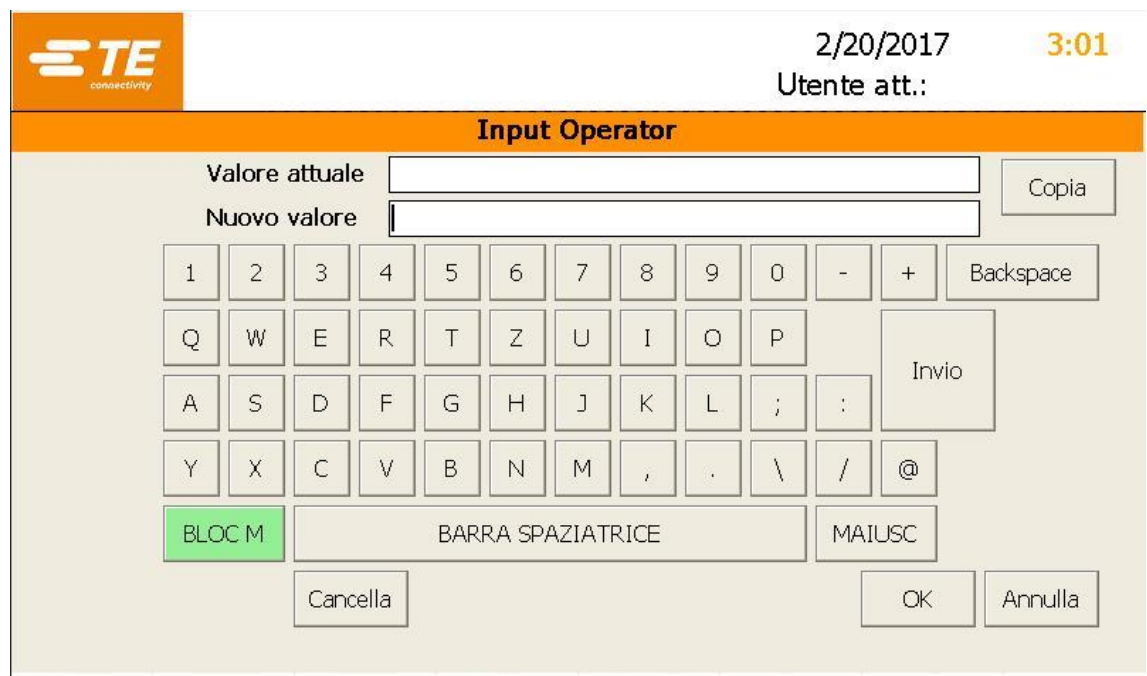 TE
connectivity
2/20/2017 3:01
Utente att.:
Input Operator
Valore attuale
Copia
Nuovo valore
1 2 3 4 5 6 7 8 9 0 - + Backspace
Q W E R T Z U I O P
Invio
A S D F G H J K L ; :
Y X C V B N M , . \ / @
BLOC M BARRA SPAZIATRICE MAIUSC
Cancella OK Annulla